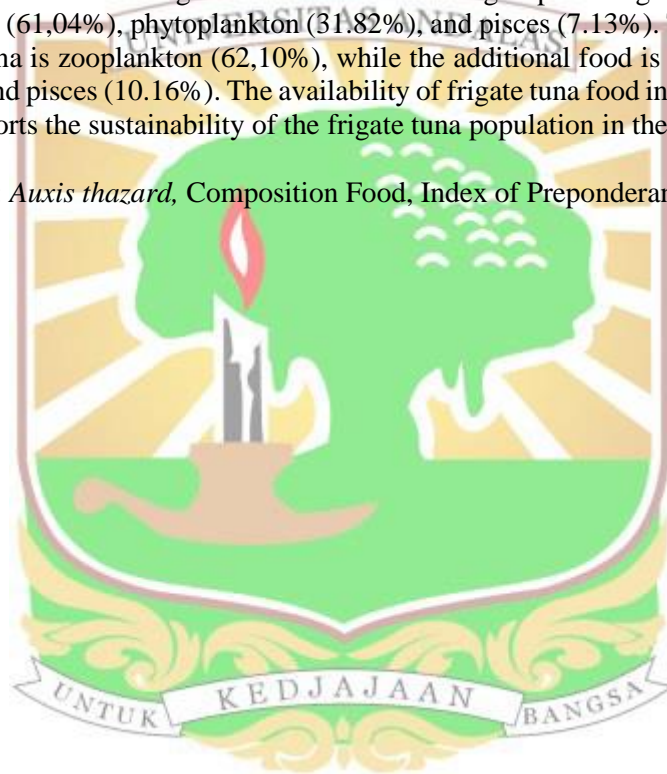 (61,04%), phytoplankton (31.82%), and pisces (7.13%).
UNIVERSITAS ANDALAS
na is zooplankton (62,10%), while the additional food is
nd pisces (10.16%). The availability of frigate tuna food in
orts the sustainability of the frigate tuna population in the
Auxis thazard, Composition Food, Index of Preponderan
UNTUK KEDJAJAAN BANGSA